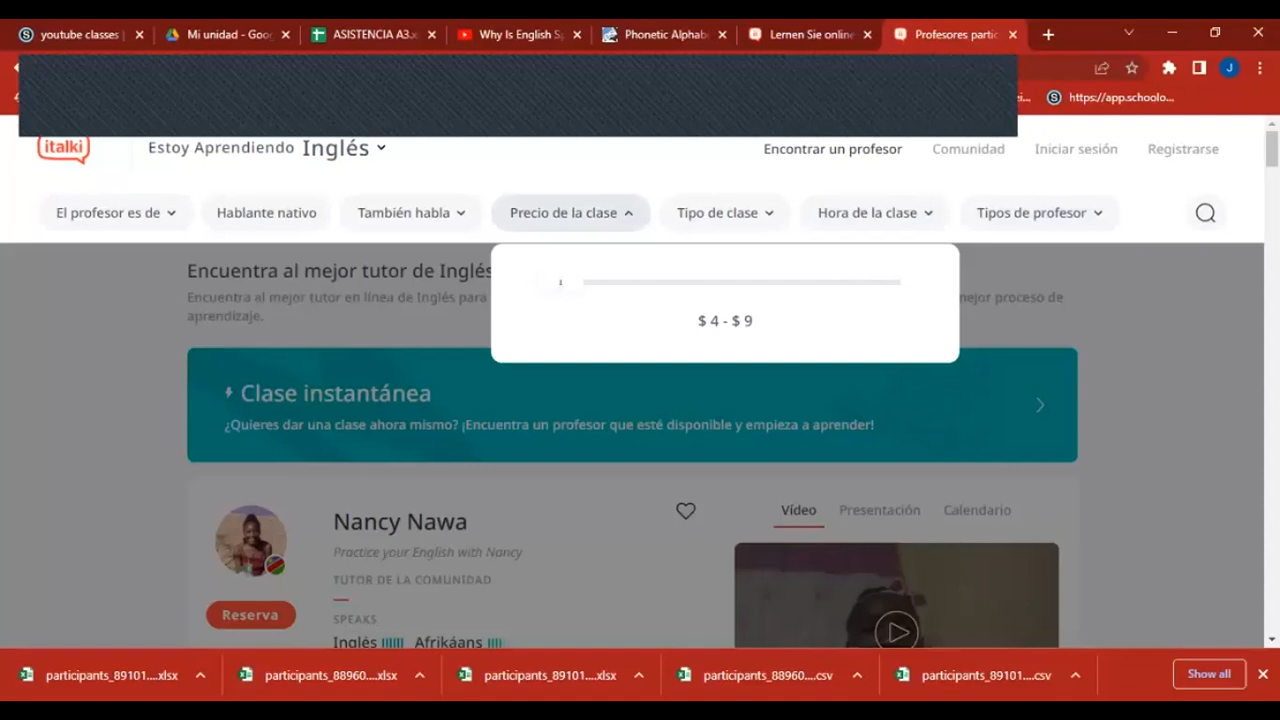 youtube classes
Mi unidad - Goo
ASISTENCIA A3.x
Why Is English S
Phonetic Alphab
Lernen Sie online
Profesores partic
J
ei...
https://app.schoolo...
italki
Estoy Aprendiendo Inglés
Encontrar un profesor
Comunidad
Iniciar sesión
Registrarse
El profesor es de
Hablante nativo
También habla
Precio de la clase
Tipo de clase
Hora de la clase
Tipos de profesor
Encuentra al mejor tutor de Inglés
Encuentra al mejor tutor en línea de Inglés para
nejor proceso de
aprendizaje.
$ 4 - $ 9
Clase instantánea
¿Quieres dar una clase ahora mismo? ¡Encuentra un profesor que esté disponible y empieza a aprender!
Nancy Nawa
Practice your English with Nancy
TUTOR DE LA COMUNIDAD
Reserva
SPEAKS
Inglés Afrikáans
Vídeo
Presentación
Calendario
participants_89101....xlsx
participants_88960....xlsx
participants_89101....xlsx
participants_88960....csv
participants_89101....csv
Show all